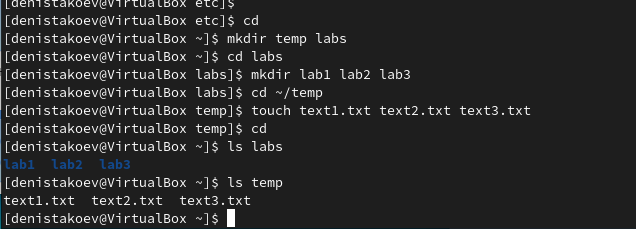 [denistakoev@VirtualBox etc]$
[denistakoev@VirtualBox etc]$ cd
[denistakoev@VirtualBox ~]$ mkdir temp labs
[denistakoev@VirtualBox ~]$ cd labs
[denistakoev@VirtualBox labs]$ mkdir lab1 lab2 lab3
[denistakoev@VirtualBox labs]$ cd ~/temp
[denistakoev@VirtualBox temp]$ touch text1.txt text2.txt text3.txt
[denistakoev@VirtualBox temp]$ cd
[denistakoev@VirtualBox ~]$ ls labs
lab1  lab2  lab3
[denistakoev@VirtualBox ~]$ ls temp
text1.txt  text2.txt  text3.txt
[denistakoev@VirtualBox ~]$